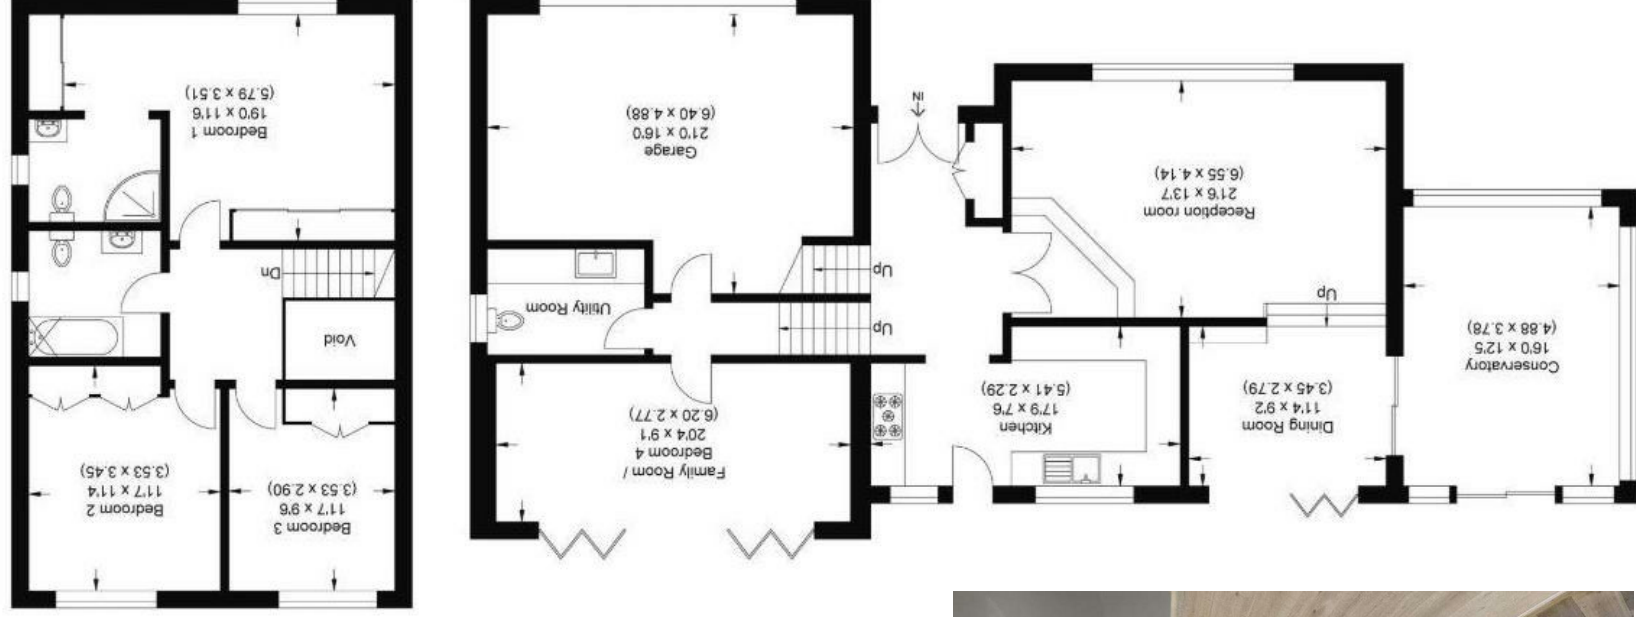 Conservatory
16'0 x 12'5
(4.88 x 3.78)
Dining Room
11'4 x 9'2
(3.45 x 2.79)
Kitchen
17'9 x 7'6
(5.41 x 2.29)
Family Room /
Bedroom 4
20'4 x 9'1
(6.20 x 2.77)
Up
Up
Up
Utility Room
Reception room
21'6 x 13'7
(6.55 x 4.14)
Garage
21'0 x 16'0
(6.40 x 4.88)
IN
Bedroom 3
11'7 x 9'6
(3.53 x 2.90)
Bedroom 2
11'7 x 11'4
(3.53 x 3.45)
Void
Dn
Bedroom 1
19'0 x 11'6
(5.79 x 3.51)